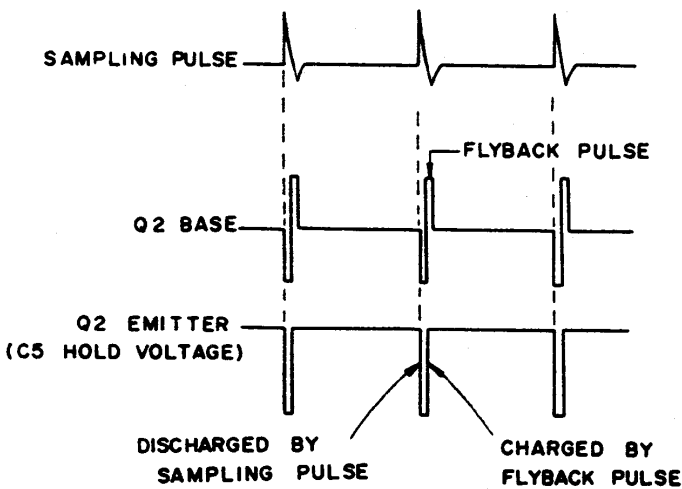 SAMPLING PULSE
FLYBACK PULSE
Q2 BASE
Q2 EMITTER
(C5 HOLD VOLTAGE)
DISCHARGED BY
SAMPLING PULSE
CHARGED BY
FLYBACK PULSE